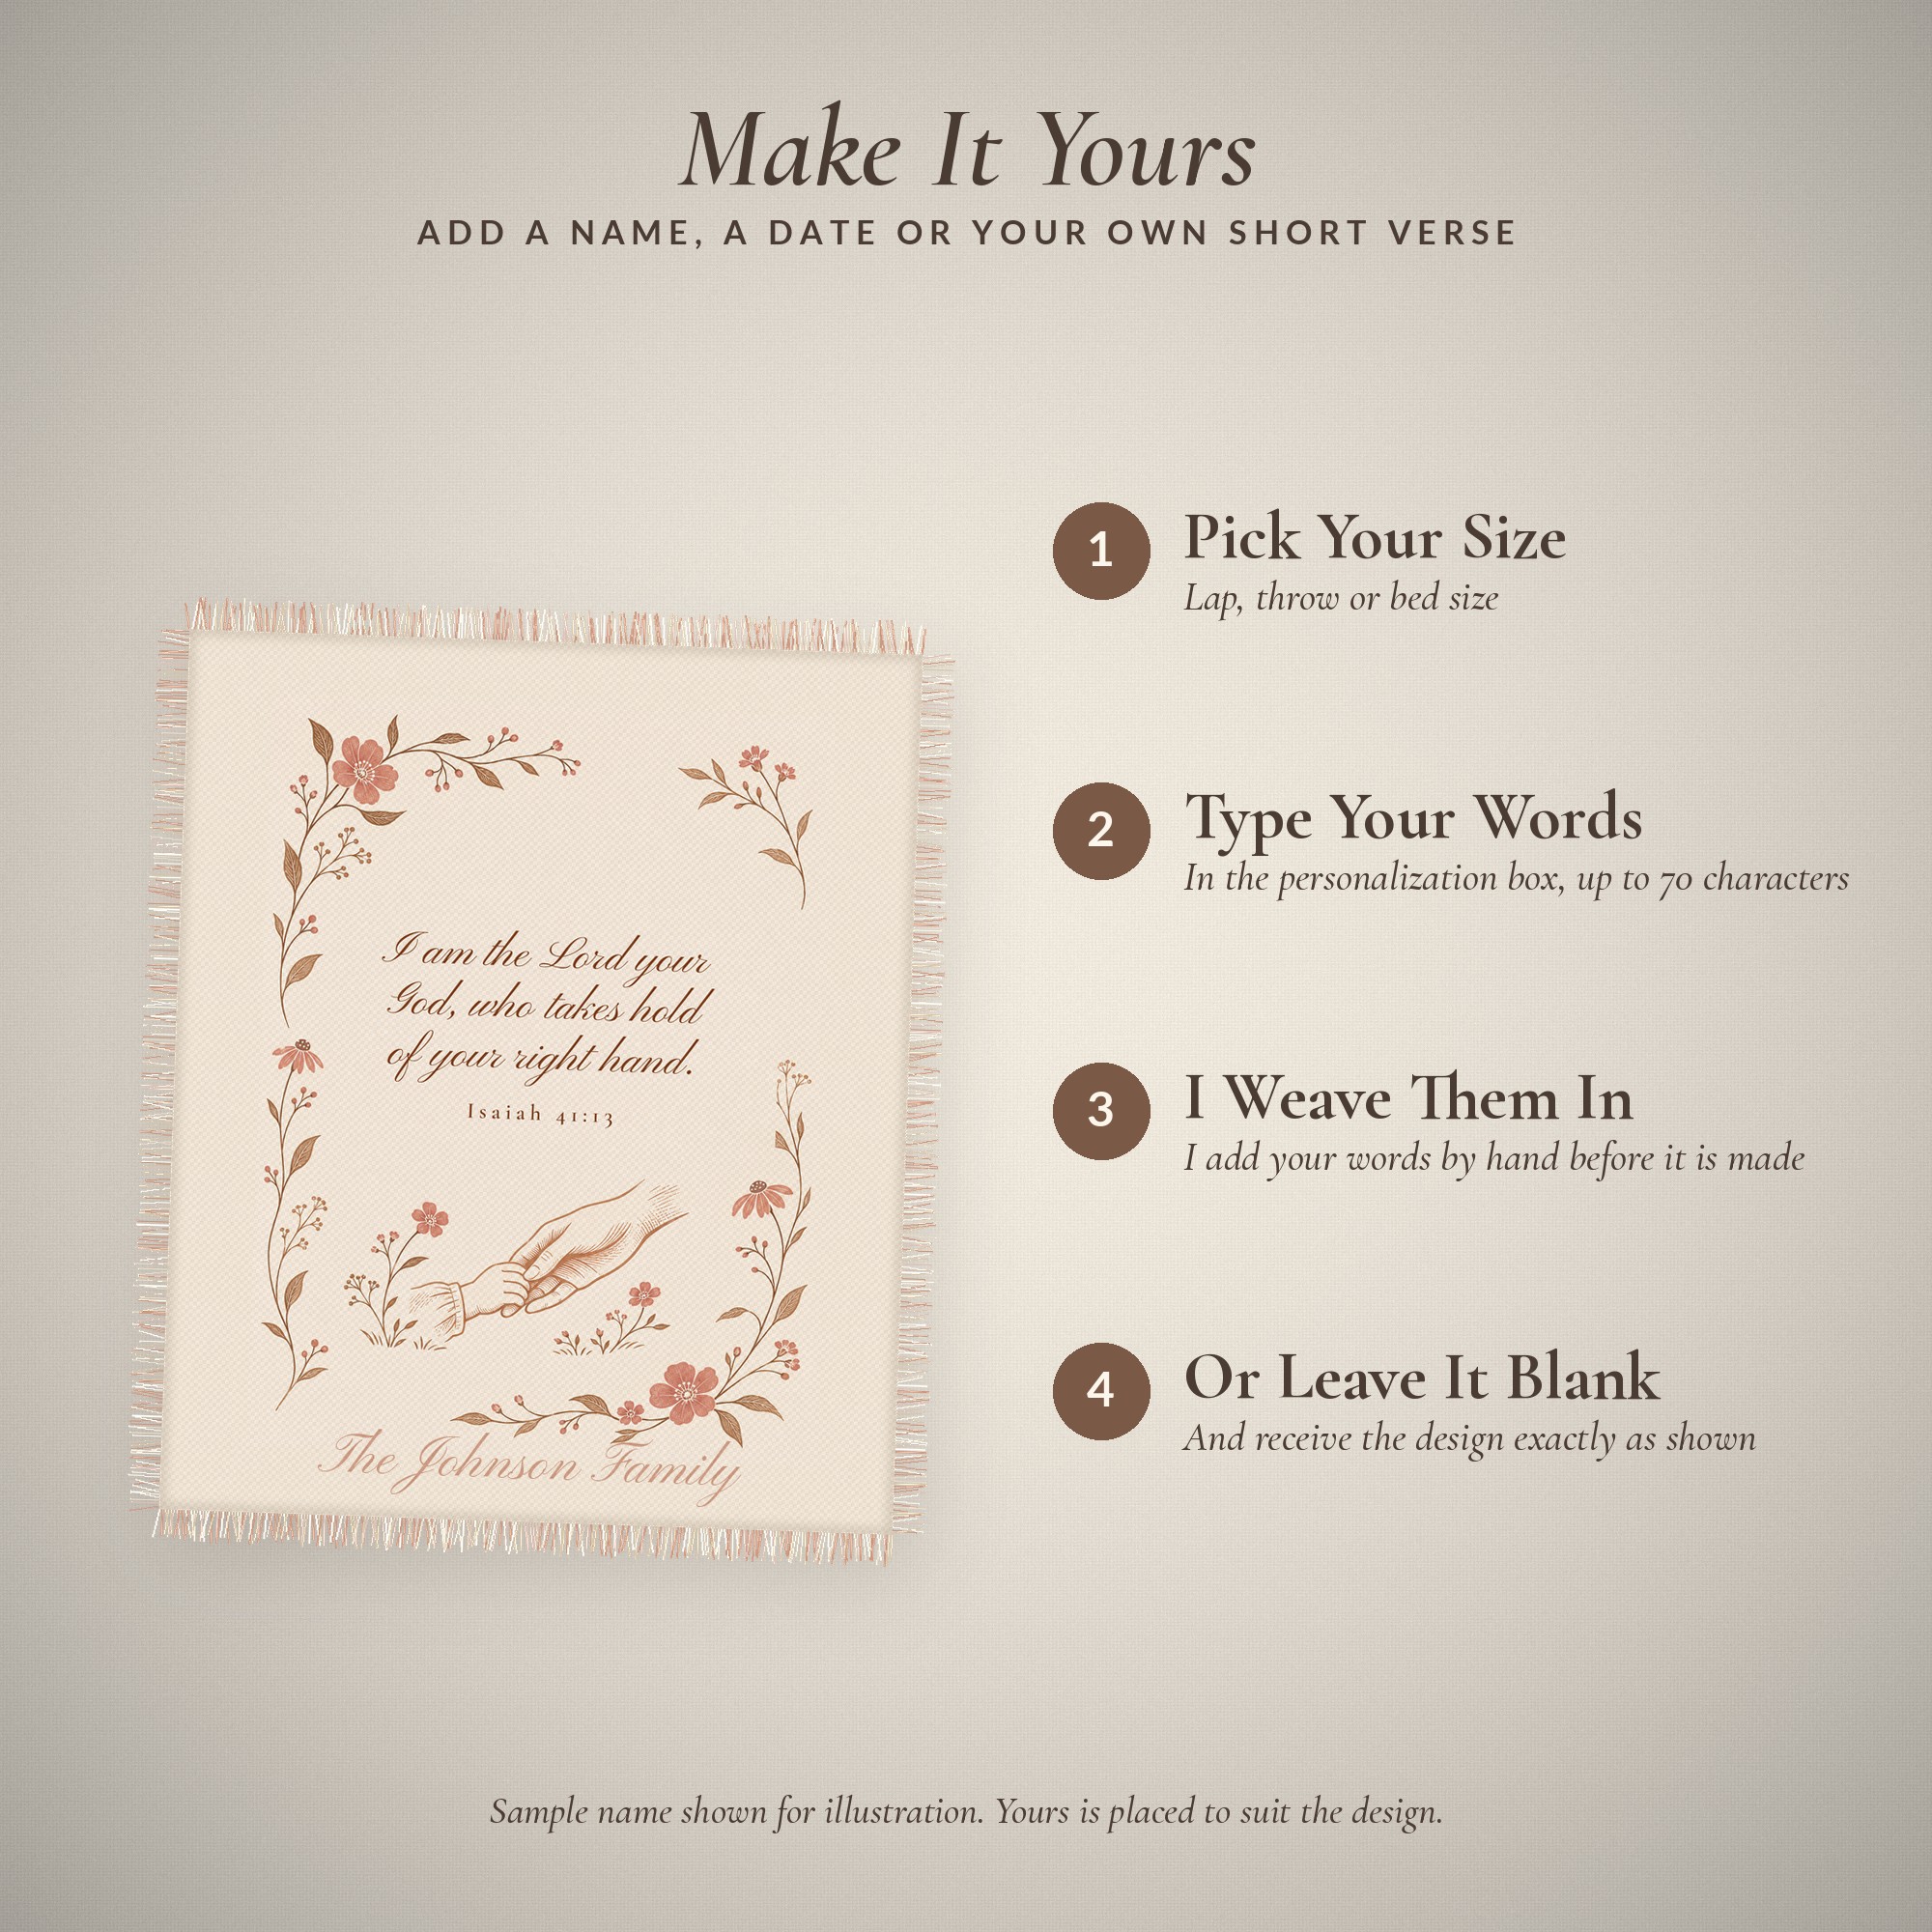 Make It Yours
ADD A NAME, A DATE OR YOUR OWN SHORT VERSE
I am the Lord your
God, who takes hold
of your right hand.
Isaiah 41:13
The Johnson Family
1 Pick Your Size
Lap, throw or bed size
2 Type Your Words
In the personalization box, up to 70 characters
3 I Weave Them In
I add your words by hand before it is made
4 Or Leave It Blank
And receive the design exactly as shown
Sample name shown for illustration. Yours is placed to suit the design.